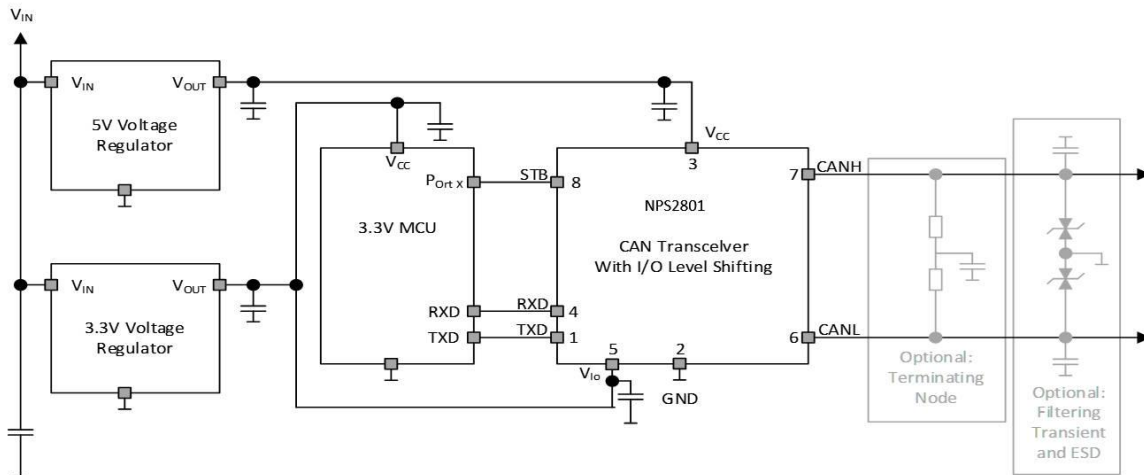 VIN
VIN
VOUT
5V Voltage
Regulator
VIN
VOUT
3.3V Voltage
Regulator
VCC
POrt X
3.3V MCU
RXD
TXD
STB
RXD
TXD
VCC
3
8
4
1
5
2
7
6
NPS2801
CAN Transcelver
With I/O Level Shifting
VIo
GND
CANH
CANL
Optional:
Terminating
Node
Optional:
Filtering
Transient
and ESD